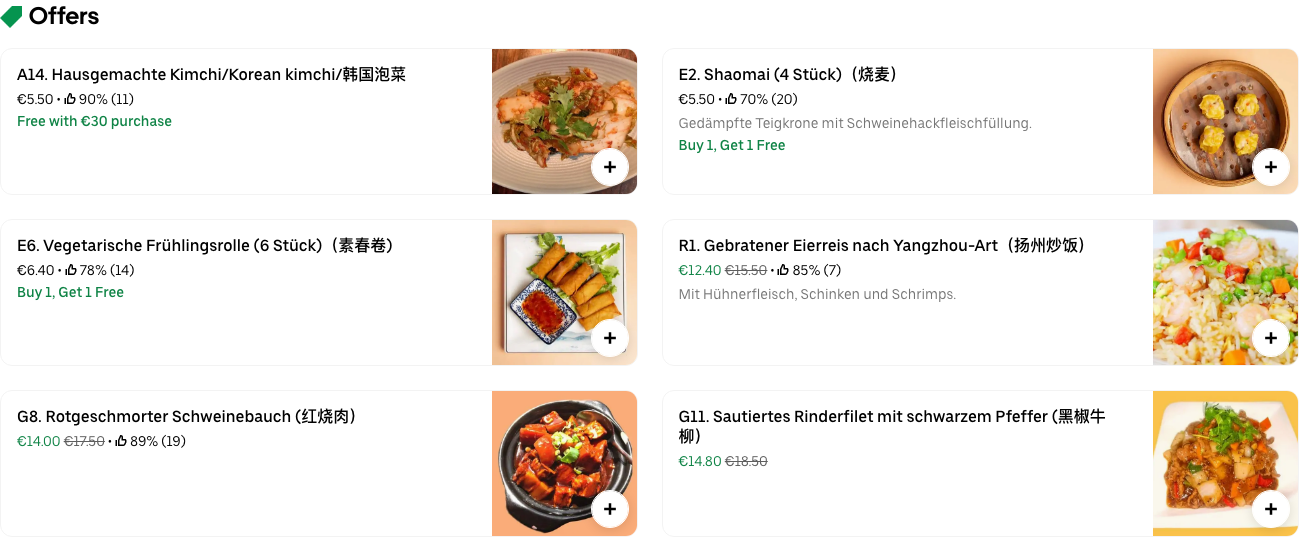 Offers
A14. Hausgemachte Kimchi/Korean kimchi/韩国泡菜
€5.50 • 90% (11)
Free with €30 purchase
E2. Shaomai (4 Stück)（烧麦）
€5.50 • 70% (20)
Gedämpfte Teigkrone mit Schweinehackfleischfüllung.
Buy 1, Get 1 Free
E6. Vegetarische Frühlingsrolle (6 Stück)（素春卷）
€6.40 • 78% (14)
Buy 1, Get 1 Free
R1. Gebratener Eierreis nach Yangzhou-Art（扬州炒饭）
€12.40 €15.50 • 85% (7)
Mit Hühnerfleisch, Schinken und Schrimps.
G8. Rotgeschmorter Schweinebauch (红烧肉）
€14.00 €17.50 • 89% (19)
G11. Sautiertes Rinderfilet mit schwarzem Pfeffer (黑椒牛
柳）
€14.80 €18.50